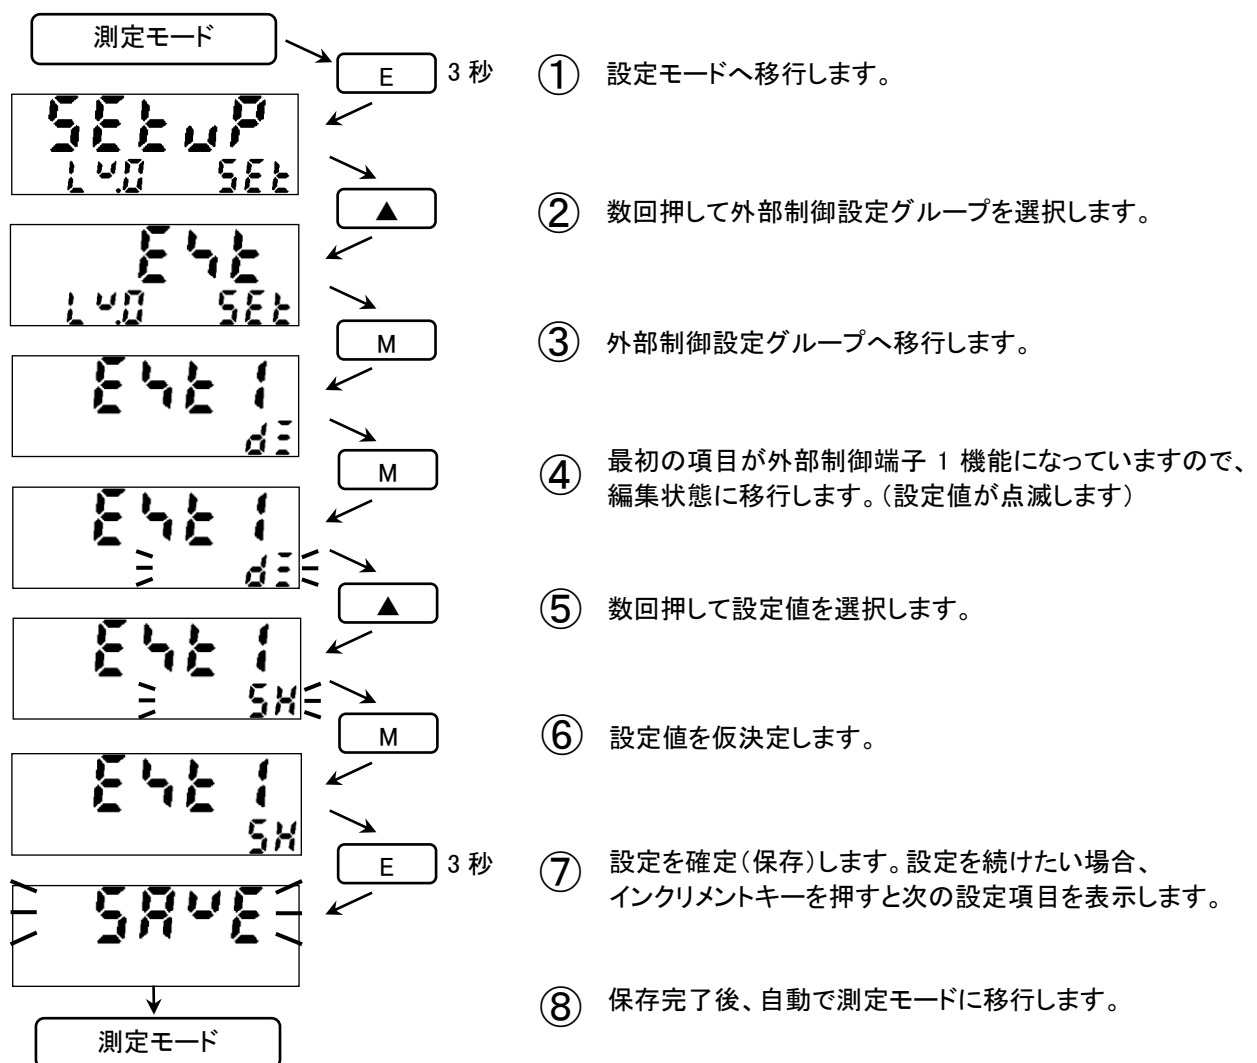 測定モード
E 3 秒 ① 設定モードへ移行します。
SEtuP
Lv.0 SEt
▲ ② 数回押して外部制御設定グループを選択します。
Ext
Lv.0 SEt
M ③ 外部制御設定グループへ移行します。
Ext 1
dI
M ④ 最初の項目が外部制御端子 1 機能になっていますので、
編集状態に移行します。(設定値が点滅します)
Ext 1
dI
▲ ⑤ 数回押して設定値を選択します。
Ext 1
SH
M ⑥ 設定値を仮決定します。
Ext 1
SH
E 3 秒 ⑦ 設定を確定(保存)します。設定を続けたい場合、
インクリメントキーを押すと次の設定項目を表示します。
SAvE
⑧ 保存完了後、自動で測定モードに移行します。
測定モード